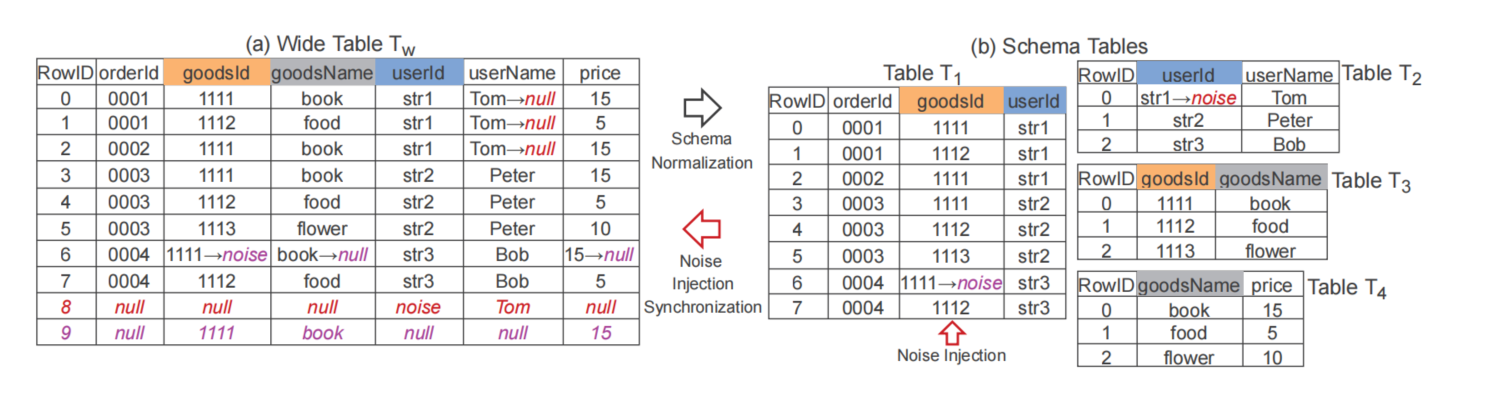 (a) Wide Table Tw
RowID orderId goodsId goodsName userId userName price
0 0001 1111 book str1 Tom→null 15
1 0001 1112 food str1 Tom→null 5
2 0002 1111 book str1 Tom→null 15
3 0003 1111 book str2 Peter 15
4 0003 1112 food str2 Peter 5
5 0003 1113 flower str2 Peter 10
6 0004 1111→noise book→null str3 Bob 15→null
7 0004 1112 food str3 Bob 5
8 null null null noise Tom null
9 null 1111 book null null 15
Schema
Normalization
Noise
Injection
Synchronization
(b) Schema Tables
Table T1
RowID orderId goodsId userId
0 0001 1111 str1
1 0001 1112 str1
2 0002 1111 str1
3 0003 1111 str2
4 0003 1112 str2
5 0003 1113 str2
6 0004 1111→noise str3
7 0004 1112 str3
Noise Injection
RowID userId userName Table T2
0 str1→noise Tom
1 str2 Peter
2 str3 Bob
RowID goodsId goodsName Table T3
0 1111 book
1 1112 food
2 1113 flower
RowID goodsName price Table T4
0 book 15
1 food 5
2 flower 10